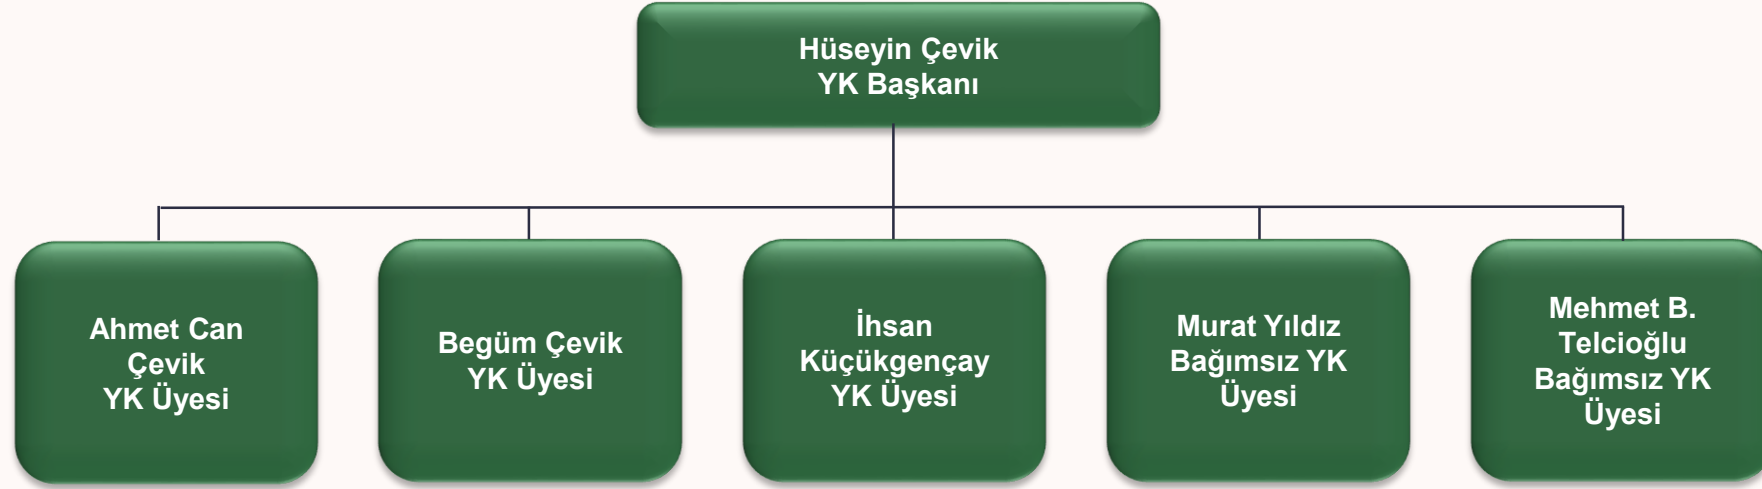 Hüseyin Çevik
YK Başkanı
Ahmet Can
Çevik
YK Üyesi
Begüm Çevik
YK Üyesi
İhsan
Küçükgençay
YK Üyesi
Murat Yıldız
Bağımsız YK
Üyesi
Mehmet B.
Telcioğlu
Bağımsız YK
Üyesi